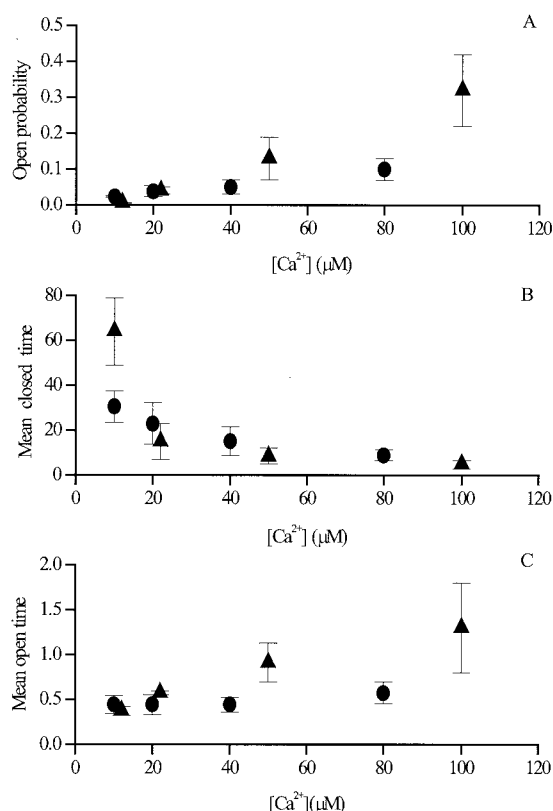 A
0.5
0.4
0.3
0.2
0.1
0.0
Open probability
0 20 40 60 80 100 120
[Ca²⁺] (μM)
B
80
60
40
20
0
Mean closed time
0 20 40 60 80 100 120
[Ca²⁺] (μM)
C
2.0
1.5
1.0
0.5
0.0
Mean open time
0 20 40 60 80 100 120
[Ca²⁺] (μM)